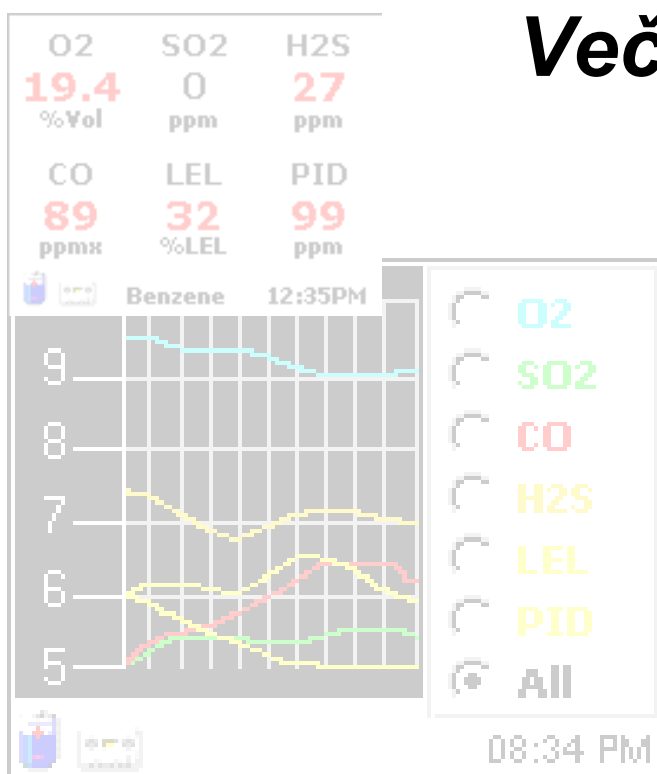 Več
O2 SO2 H2S
19.4 0 27
%Vol ppm ppm
CO LEL PID
89 32 99
ppmx %LEL ppm
Benzene 12:35PM
9
8
7
6
5
O2
SO2
CO
H2S
LEL
PID
All
08:34 PM